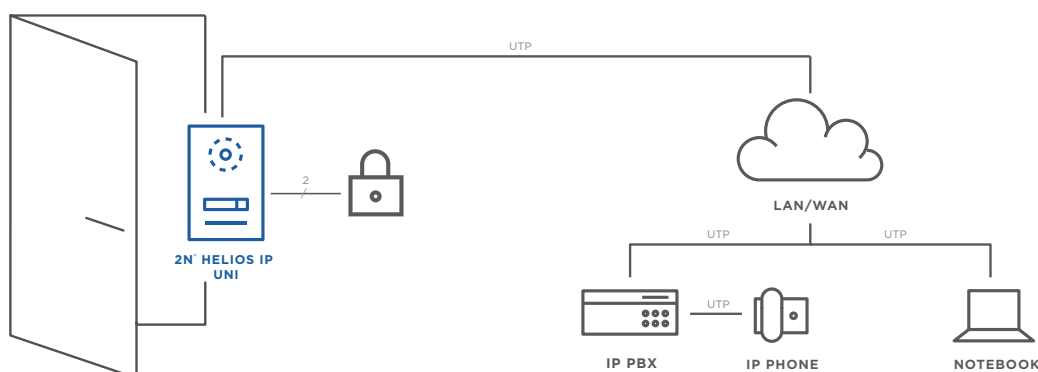 UTP
2
2N° HELIOS IP
UNI
LAN/WAN
UTP
UTP
UTP
IP PBX
IP PHONE
NOTEBOOK